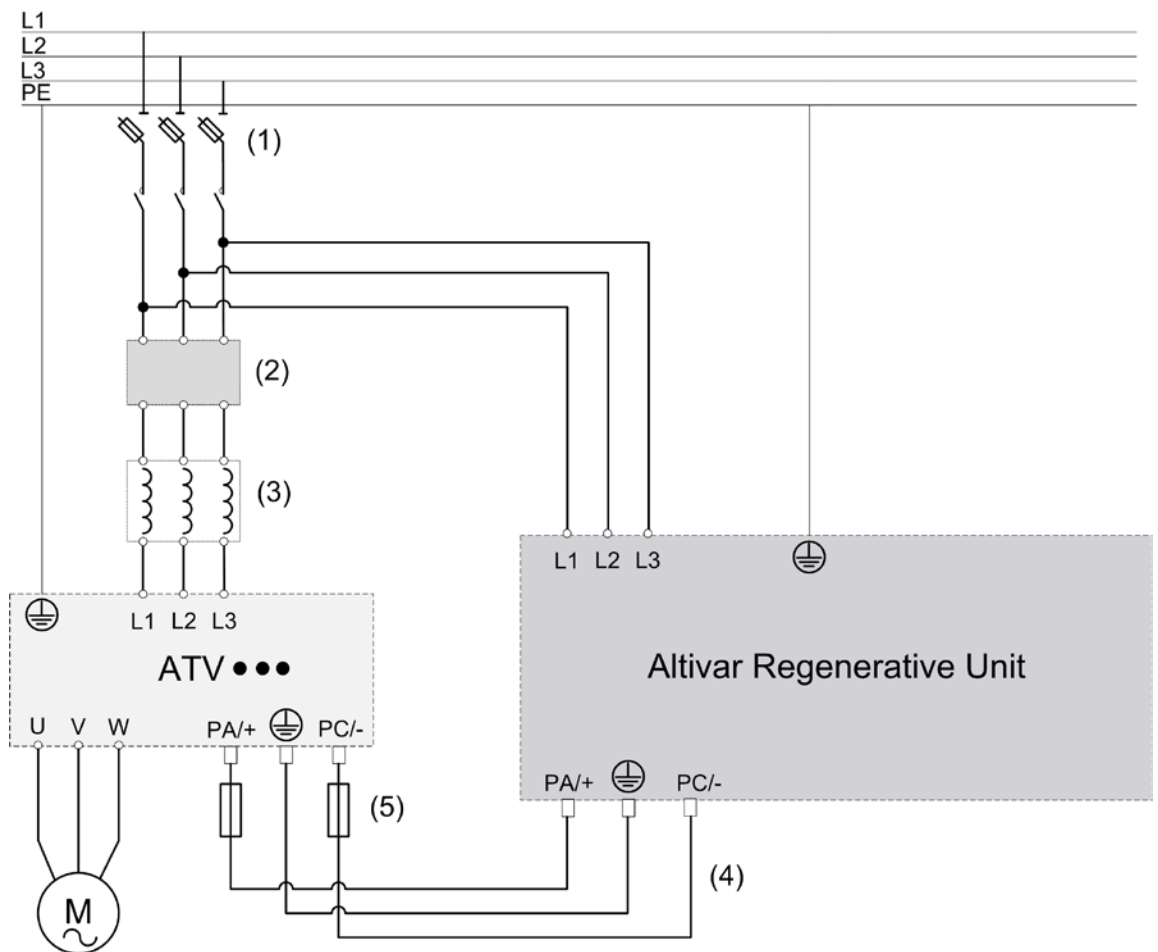 L1
L2
L3
PE
(1)
(2)
(3)
L1 L2 L3
L1 L2 L3
ATV •••
Altivar Regenerative Unit
U V W
PA/+ PC/-
(5)
PA/+ PC/-
(4)
M